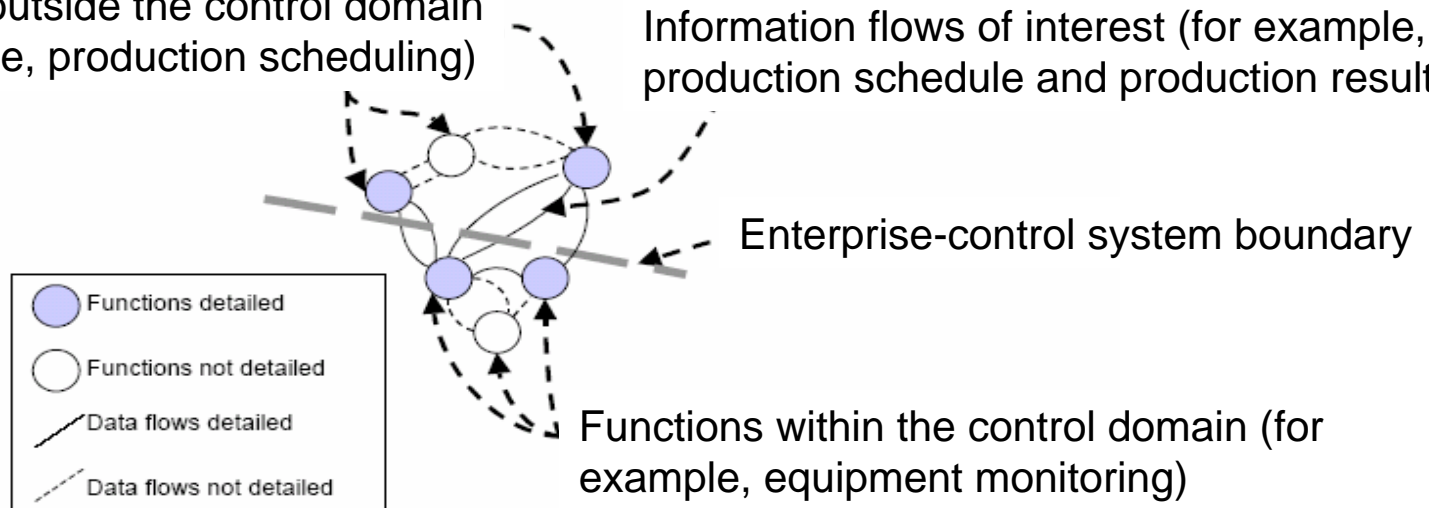 outside the control domain
e, production scheduling)
Information flows of interest (for example,
production schedule and production result
Enterprise-control system boundary
Functions detailed
Functions not detailed
Data flows detailed
Data flows not detailed
Functions within the control domain (for
example, equipment monitoring)